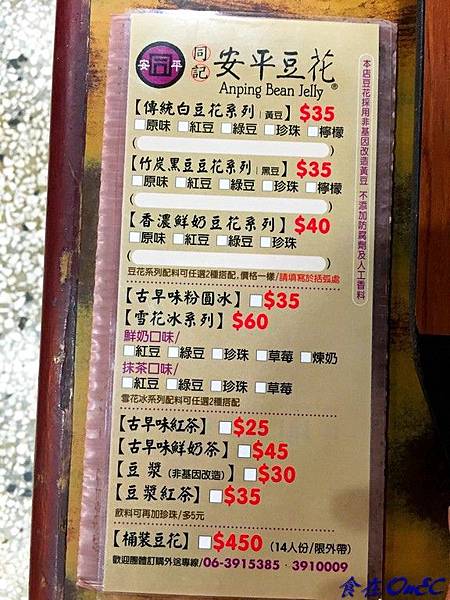 安同平
同記 安平豆花®
Anping Bean Jelly
【傳統白豆花系列|黃豆】$35
□原味 □紅豆 □綠豆 □珍珠 □檸檬
【竹炭黑豆豆花系列|黑豆】$35
□原味 □紅豆 □綠豆 □珍珠 □檸檬
【香濃鮮奶豆花系列】$40
□原味 □紅豆 □綠豆 □珍珠
豆花系列配料可任選2種搭配,價格一樣/請填寫於括弧處
【古早味粉圓冰】□$35
【雪花冰系列】$60
鮮奶口味/
□紅豆 □綠豆 □珍珠 □草莓 □煉奶
抹茶口味/
□紅豆 □綠豆 □珍珠 □草莓
雪花冰系列配料可任選2種搭配
【古早味紅茶】□$25
【古早味鮮奶茶】□$45
【豆漿(非基因改造)】□$30
【豆漿紅茶】□$35
飲料可再加珍珠/多5元
【桶裝豆花】□$450(14人份/限外帶)
歡迎團體訂購外送專線/06-3915385 · 3910009
本店豆花採用非基因改造黃豆 不添加防腐劑及人工香料
食在OnEC